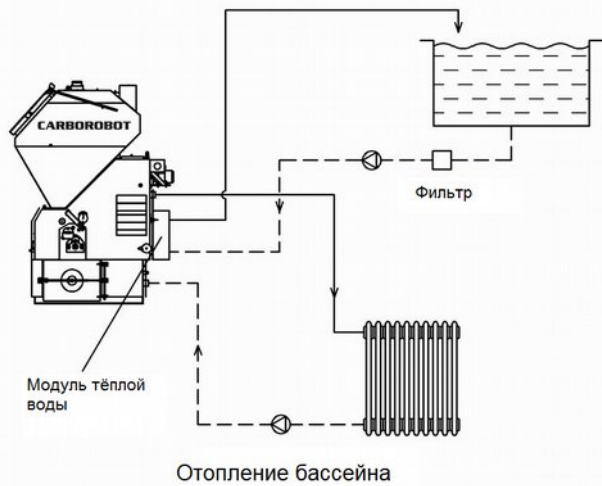 CARBOROBOT
Фильтр
Модуль тёплой
воды
Отопление бассейна